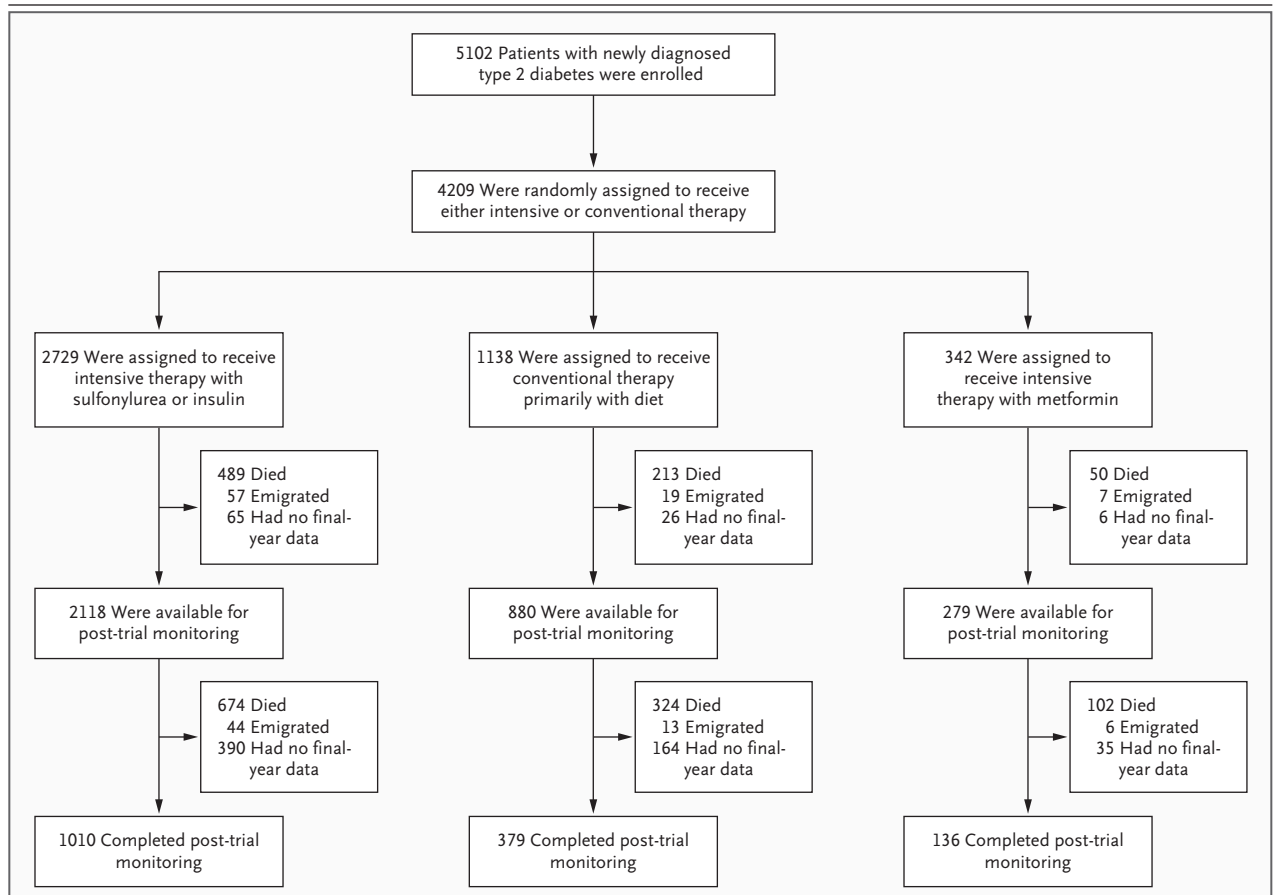 5102 Patients with newly diagnosed
type 2 diabetes were enrolled
4209 Were randomly assigned to receive
either intensive or conventional therapy
2729 Were assigned to receive
intensive therapy with
sulfonylurea or insulin
1138 Were assigned to receive
conventional therapy
primarily with diet
342 Were assigned to
receive intensive
therapy with metformin
489 Died
57 Emigrated
65 Had no final-
year data
213 Died
19 Emigrated
26 Had no final-
year data
50 Died
7 Emigrated
6 Had no final-
year data
2118 Were available for
post-trial monitoring
880 Were available for
post-trial monitoring
279 Were available for
post-trial monitoring
674 Died
44 Emigrated
390 Had no final-
year data
324 Died
13 Emigrated
164 Had no final-
year data
102 Died
6 Emigrated
35 Had no final-
year data
1010 Completed post-trial
monitoring
379 Completed post-trial
monitoring
136 Completed post-trial
monitoring